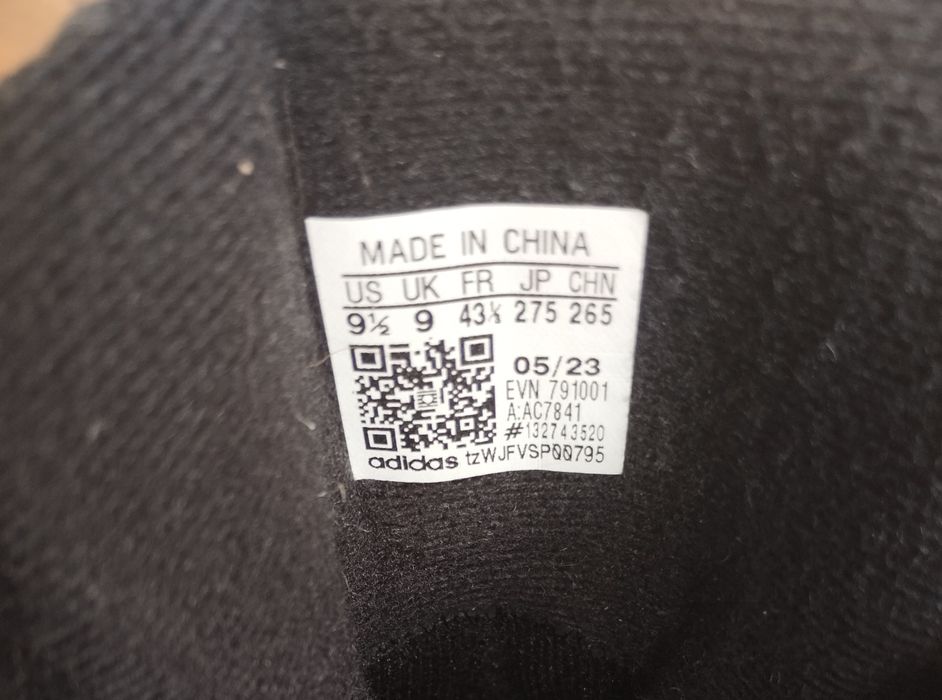 MADE IN CHINA
US UK FR JP CHN
9½ 9 43⅓ 275 265
05/23
EVN 791001
A:AC7841
#132743520
adidas tzWJFVSP00795